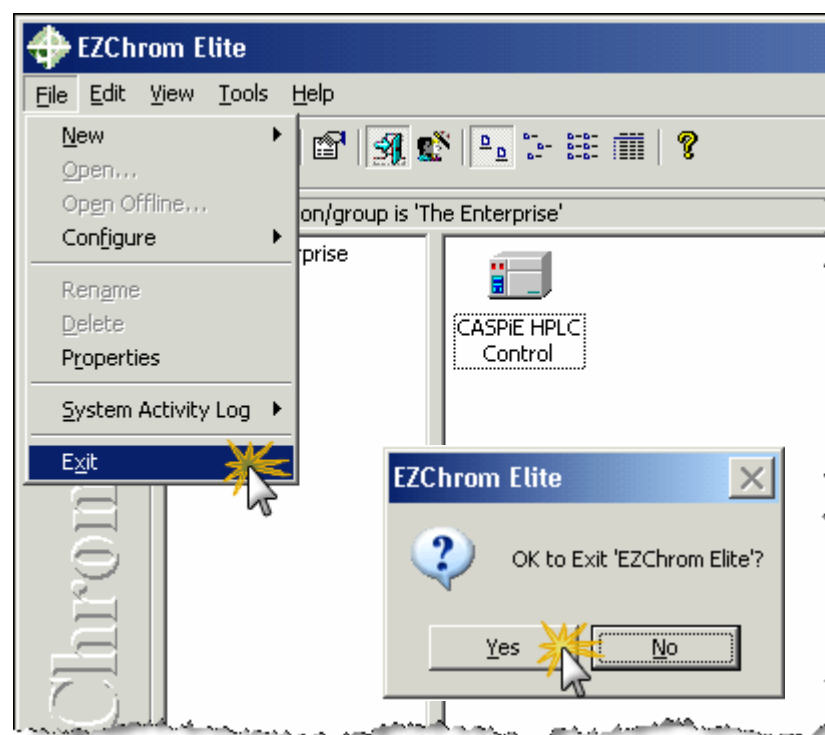 EZChrom Elite
File Edit View Tools Help
New
Open...
Open Offline...
Configure
Rename
Delete
Properties
System Activity Log
Exit
on/group is 'The Enterprise'
prise
CASPiE HPLC
Control
Chrom
EZChrom Elite
OK to Exit 'EZChrom Elite'?
Yes No